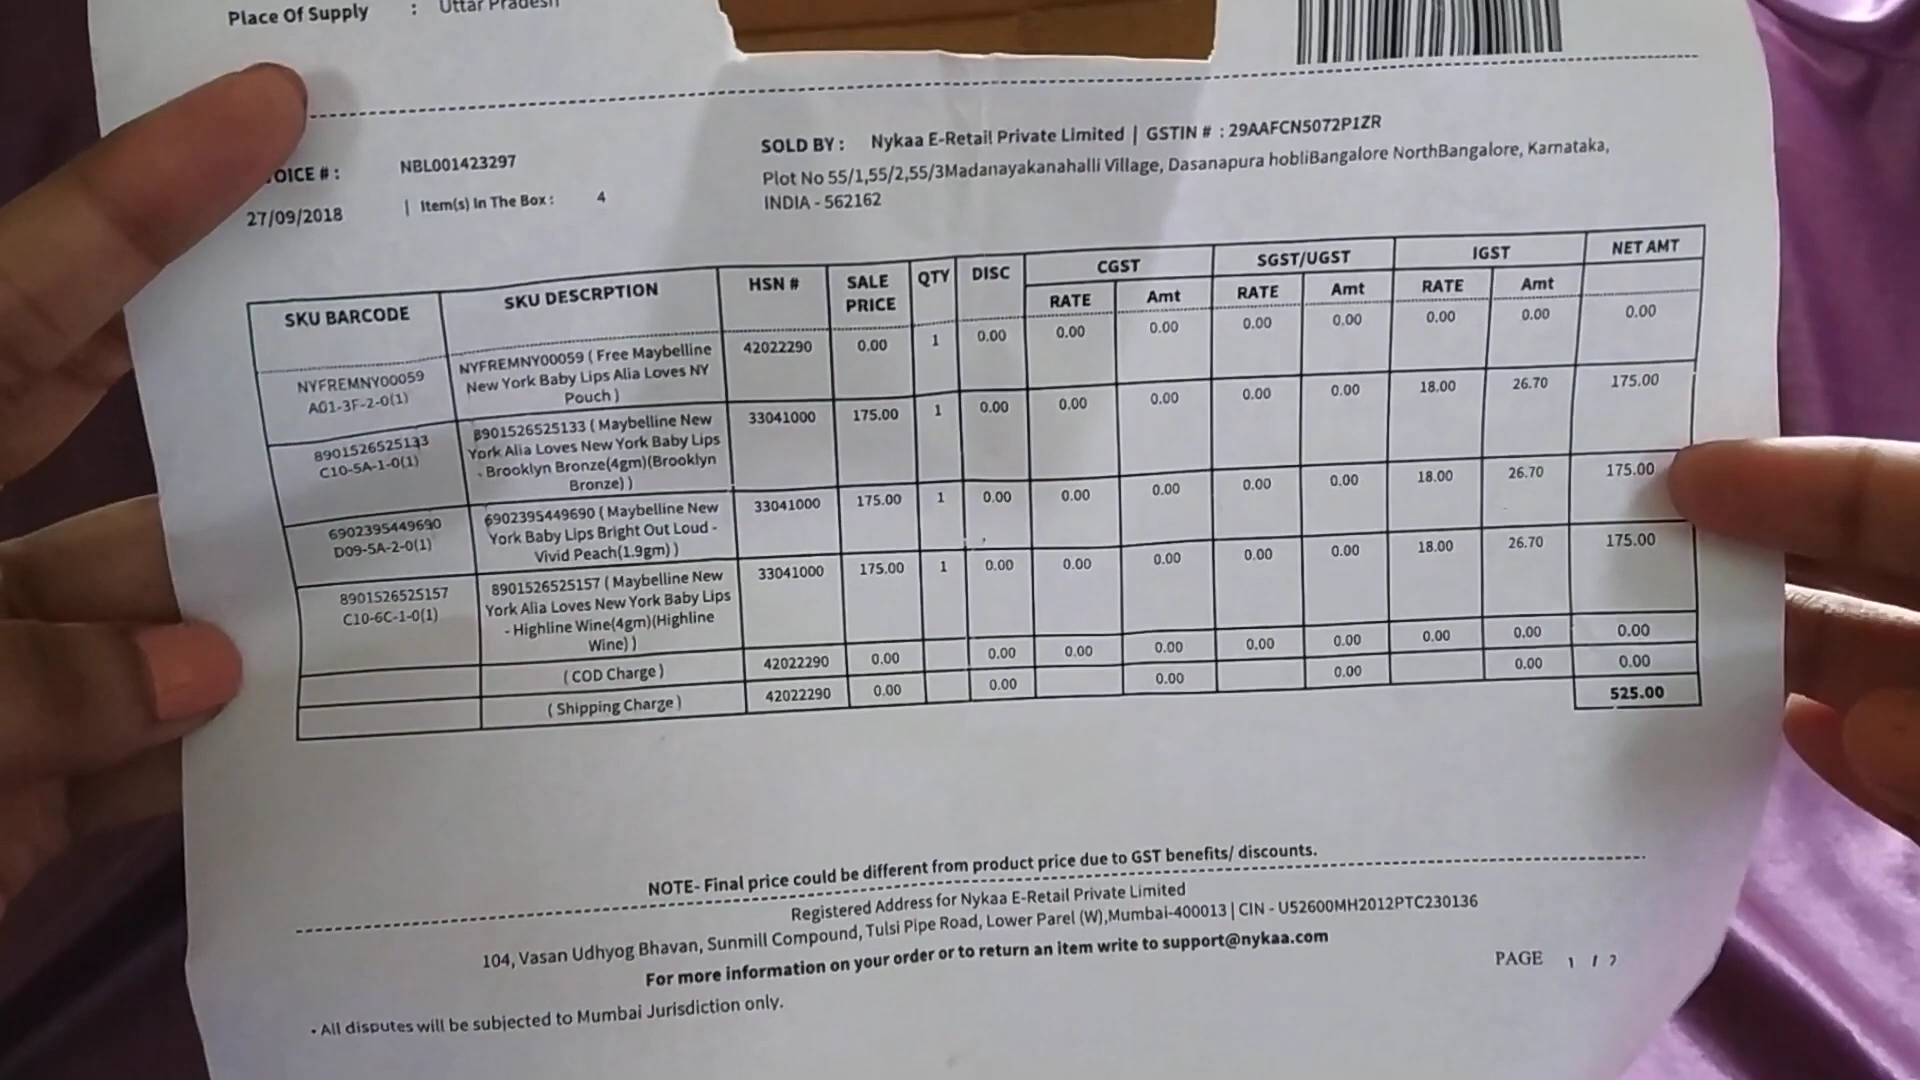 Place Of Supply : Uttar Pradesh
OICE # : NBL001423297
27/09/2018 | Item(s) In The Box : 4
SOLD BY : Nykaa E-Retail Private Limited | GSTIN # : 29AAFCN5072P1ZR
Plot No 55/1,55/2,55/3Madanayakanahalli Village, Dasanapura hobliBangalore NorthBangalore, Karnataka,
INDIA - 562162
SKU BARCODE SKU DESCRPTION HSN # SALE PRICE QTY DISC CGST SGST/UGST IGST NET AMT
RATE Amt RATE Amt RATE Amt
NYFREMNY00059 NYFREMNY00059 ( Free Maybelline 42022290 0.00 1 0.00 0.00 0.00 0.00 0.00 0.00 0.00 0.00
A01-3F-2-0(1) New York Baby Lips Alia Loves NY
Pouch )
8901526525133 8901526525133 ( Maybelline New 33041000 175.00 1 0.00 0.00 0.00 0.00 0.00 18.00 26.70 175.00
C10-5A-1-0(1) York Alia Loves New York Baby Lips
- Brooklyn Bronze(4gm)(Brooklyn
Bronze) )
6902395449690 6902395449690 ( Maybelline New 33041000 175.00 1 0.00 0.00 0.00 0.00 0.00 18.00 26.70 175.00
D09-5A-2-0(1) York Baby Lips Bright Out Loud -
Vivid Peach(1.9gm) )
8901526525157 8901526525157 ( Maybelline New 33041000 175.00 1 0.00 0.00 0.00 0.00 0.00 18.00 26.70 175.00
C10-6C-1-0(1) York Alia Loves New York Baby Lips
- Highline Wine(4gm)(Highline
Wine) )
( COD Charge ) 42022290 0.00 0.00 0.00 0.00 0.00 0.00 0.00 0.00 0.00
( Shipping Charge ) 42022290 0.00 0.00 0.00 0.00 0.00 0.00
525.00
NOTE- Final price could be different from product price due to GST benefits/ discounts.
Registered Address for Nykaa E-Retail Private Limited
104, Vasan Udhyog Bhavan, Sunmill Compound, Tulsi Pipe Road, Lower Parel (W),Mumbai-400013 | CIN - U52600MH2012PTC230136
For more information on your order or to return an item write to support@nykaa.com
PAGE 1 / 2
• All disputes will be subjected to Mumbai Jurisdiction only.